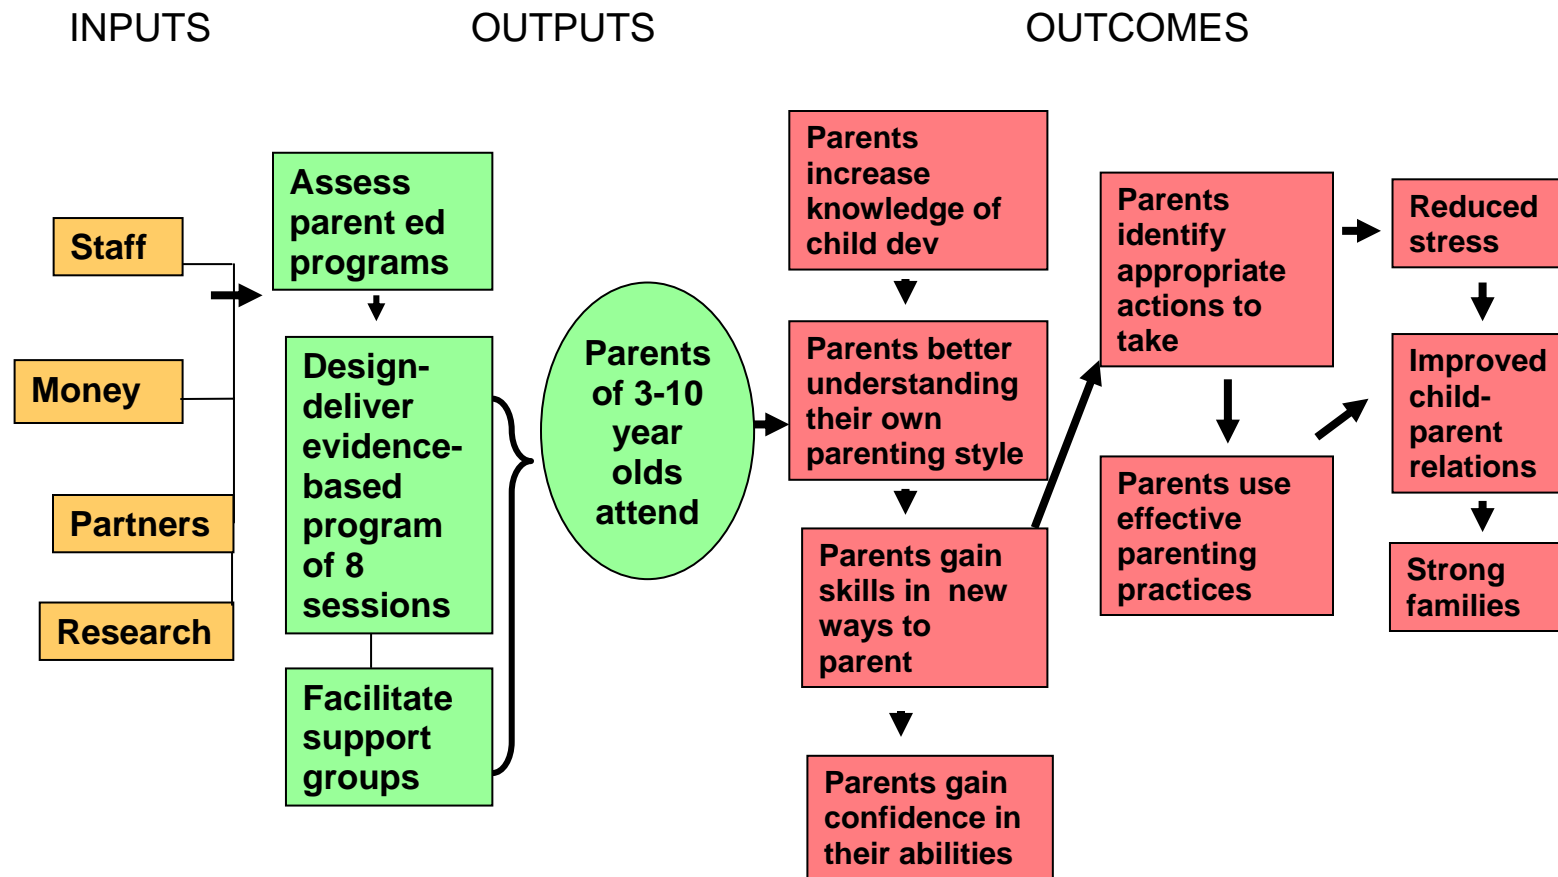 INPUTS
OUTPUTS
OUTCOMES
Staff
Money
Partners
Research
Assess
parent ed
programs
Design-
deliver
evidence-
based
program
of 8
sessions
Facilitate
support
groups
Parents
of 3-10
year
olds
attend
Parents
increase
knowledge of
child dev
Parents better
understanding
their own
parenting style
Parents gain
skills in  new
ways to
parent
Parents gain
confidence in
their abilities
Parents
identify
appropriate
actions to
take
Parents use
effective
parenting
practices
Reduced
stress
Improved
child-
parent
relations
Strong
families